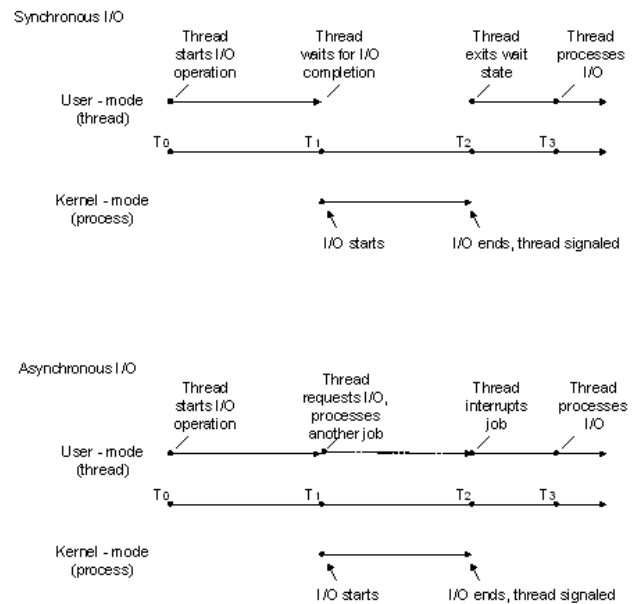 Synchronous I/O
Thread
starts I/O
operation
Thread
waits for I/O
completion
Thread
exits wait
state
Thread
processes
I/O
User - mode
(thread)
T0
T1
T2
T3
Kernel - mode
(process)
I/O starts
I/O ends, thread signaled
Asynchronous I/O
Thread
starts I/O
operation
Thread
requests I/O,
processes
another job
Thread
interrupts
job
Thread
processes
I/O
User - mode
(thread)
T0
T1
T2
T3
Kernel - mode
(process)
I/O starts
I/O ends, thread signaled